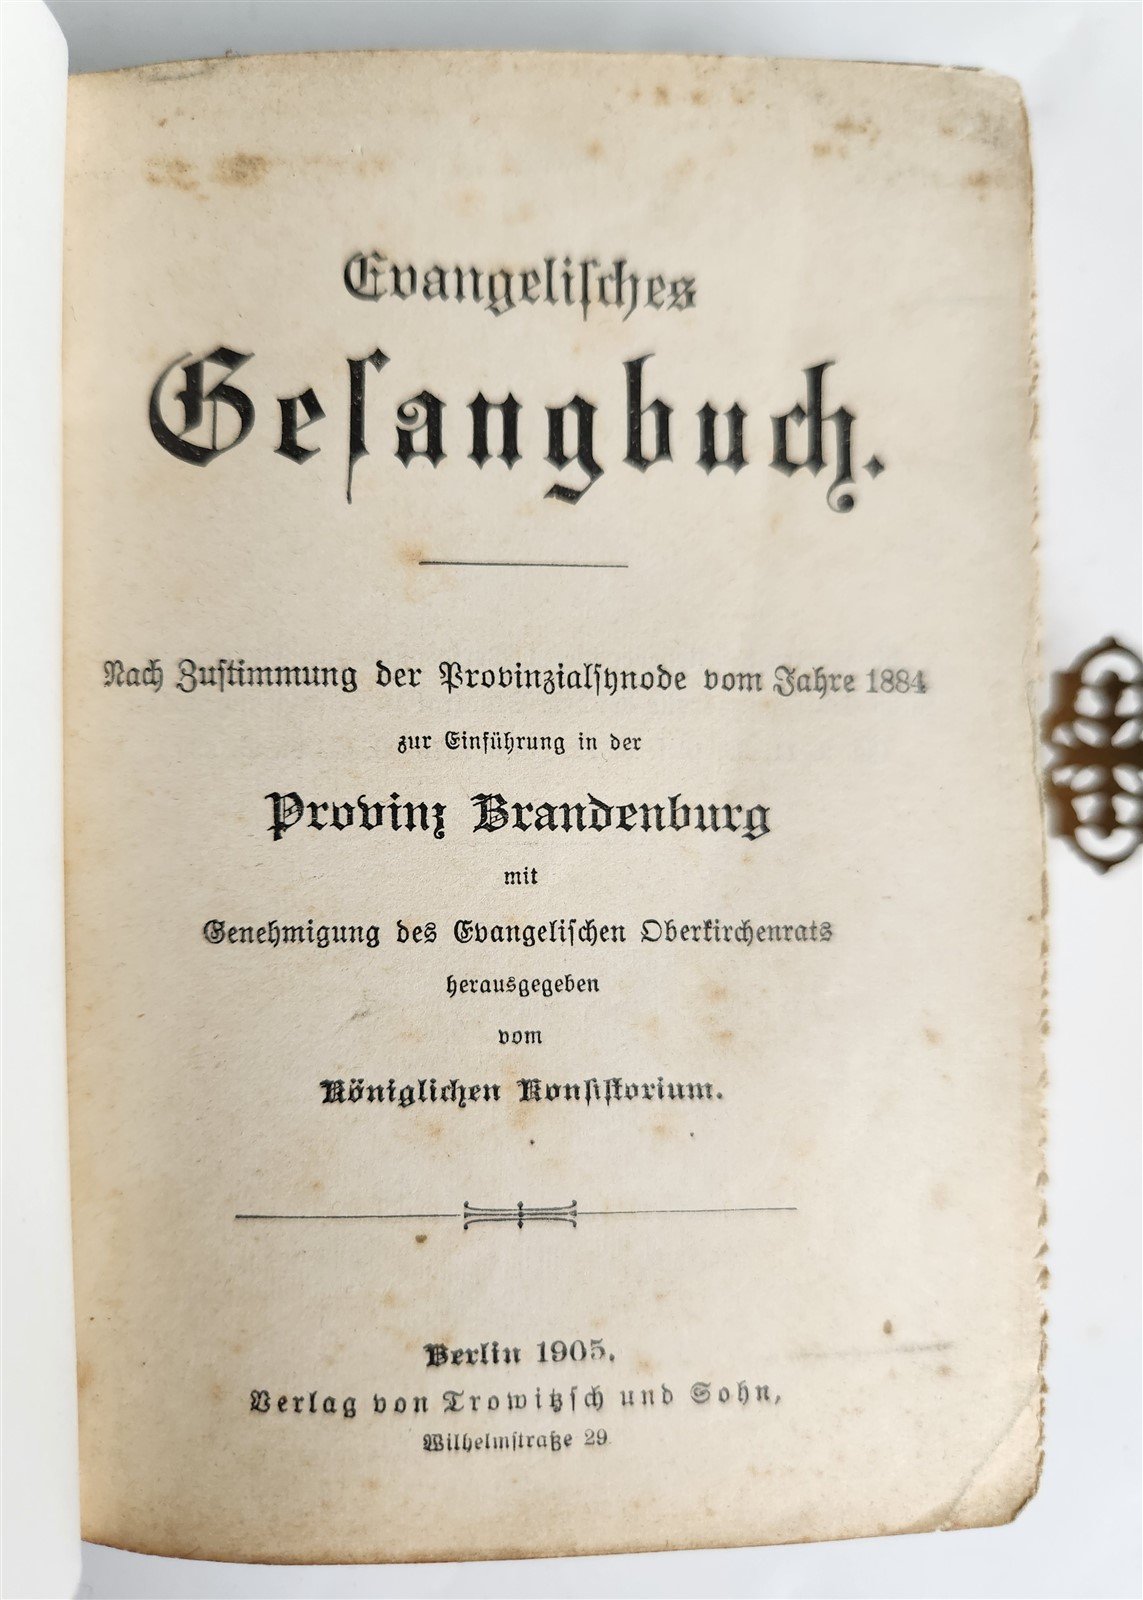 Evangeliſches
Geſangbuch.
Nach Zuſtimmung der Provinzialſynode vom Jahre 1884
zur Einführung in der
Provinz Brandenburg
mit
Genehmigung des Evangeliſchen Oberkirchenrats
herausgegeben
vom
Königlichen Konſiſtorium.
Berlin 1905.
Verlag von Trowitzſch und Sohn,
Wilhelmſtraße 29